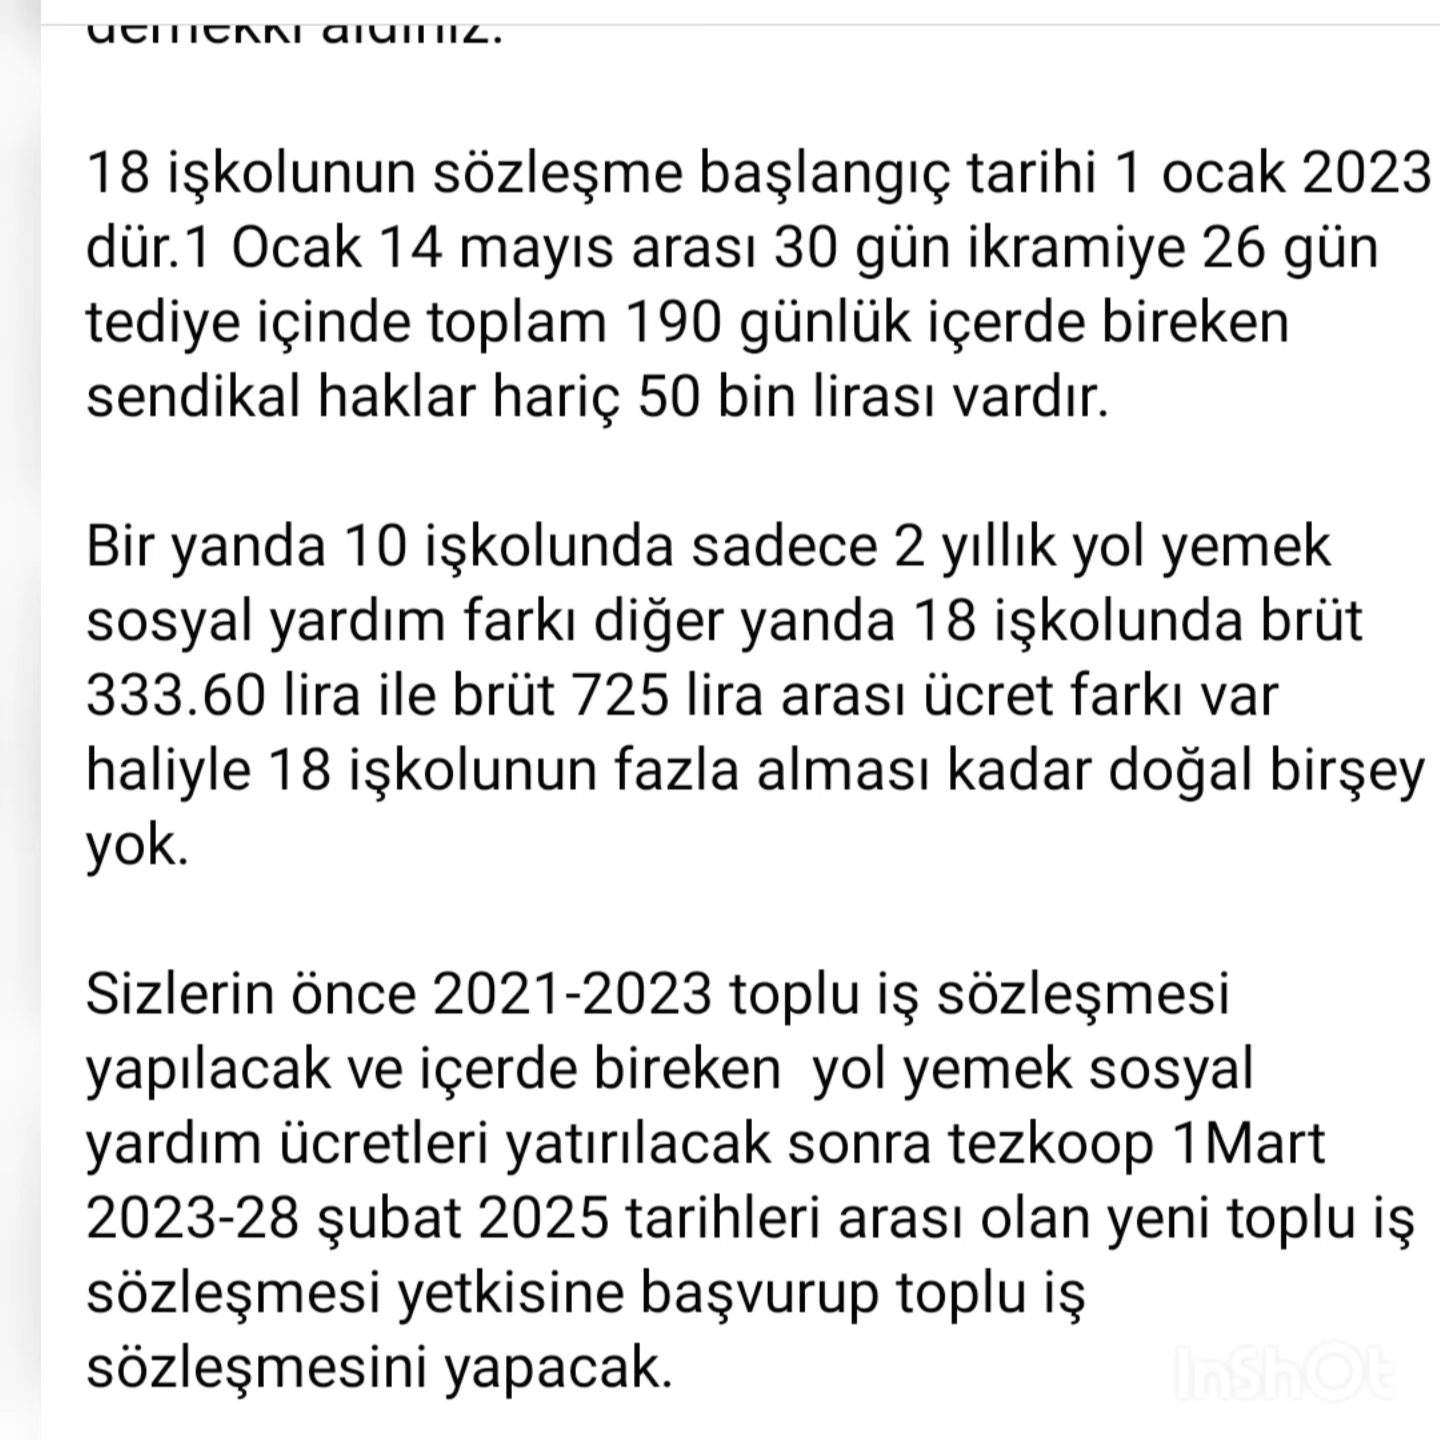 demekki aldınız.
18 işkolunun sözleşme başlangıç tarihi 1 ocak 2023
dür.1 Ocak 14 mayıs arası 30 gün ikramiye 26 gün
tediye içinde toplam 190 günlük içerde bireken
sendikal haklar hariç 50 bin lirası vardır.
Bir yanda 10 işkolunda sadece 2 yıllık yol yemek
sosyal yardım farkı diğer yanda 18 işkolunda brüt
333.60 lira ile brüt 725 lira arası ücret farkı var
haliyle 18 işkolunun fazla alması kadar doğal birşey
yok.
Sizlerin önce 2021-2023 toplu iş sözleşmesi
yapılacak ve içerde bireken  yol yemek sosyal
yardım ücretleri yatırılacak sonra tezkoop 1Mart
2023-28 şubat 2025 tarihleri arası olan yeni toplu iş
sözleşmesi yetkisine başvurup toplu iş
sözleşmesini yapacak.
InShOt